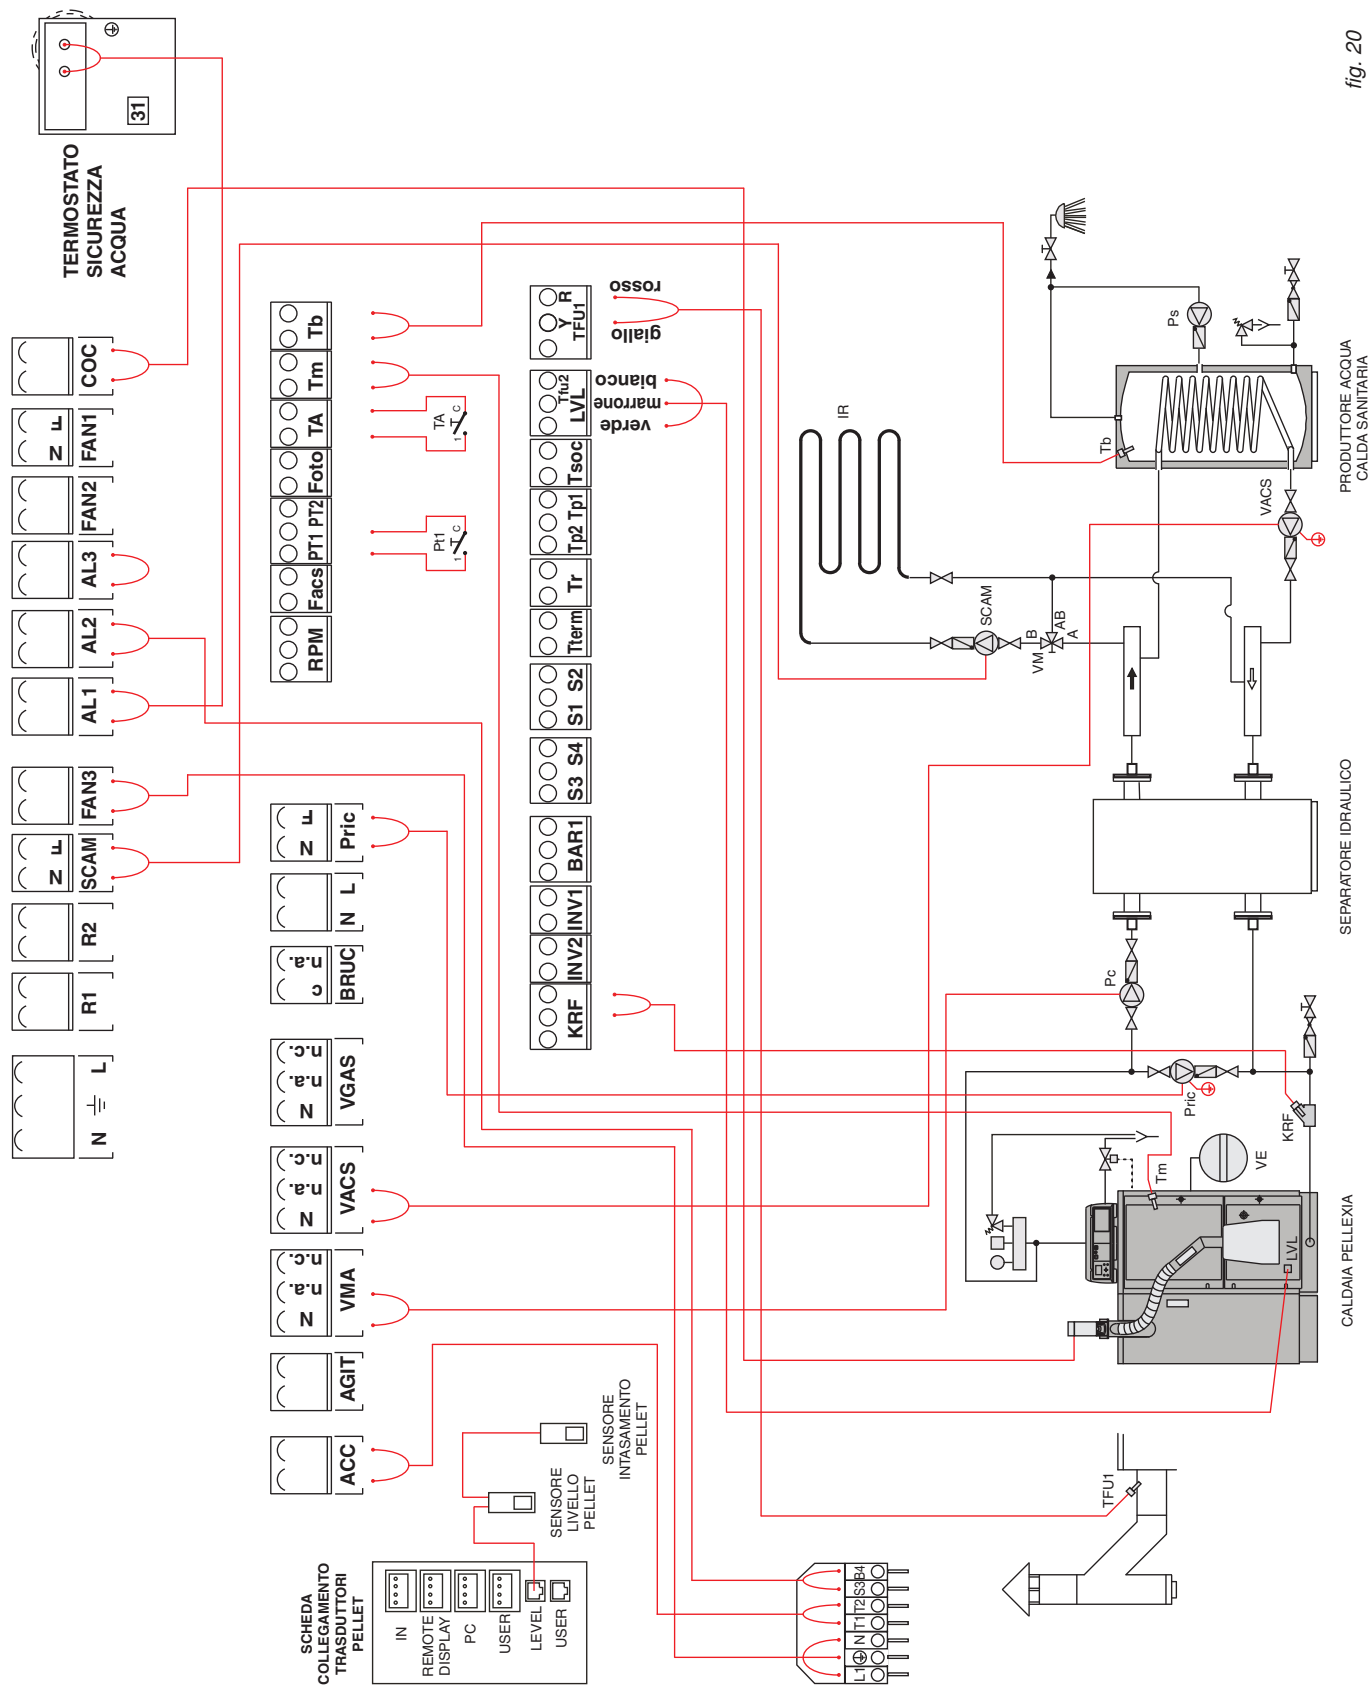 TERMOSTATO
SICUREZZA
ACQUA
31
N L
R1
R2
N F
SCAM
FAN3
AL1
AL2
AL3
FAN2
N F
FAN1
COC
ACC
AGIT
N n.a. n.c.
VMA
N n.a. n.c.
VACS
N n.a. n.c.
VGAS
c n.a.
BRUC
N L
N F
Pric
RPM
Facs
PT1 PT2
Foto
TA
Tm
Tb
Pt1
1 C
TA
1 C
KRF
INV2
INV1
BAR1
S3 S4
S1 S2
Tterm
Tr
Tp2 Tp1
Tsoc
Tfu2
LVL
Y R
TFU1
verde
marrone
bianco
giallo
rosso
SCHEDA
COLLEGAMENTO
TRASDUTTORI
PELLET
IN
REMOTE
DISPLAY
PC
USER
LEVEL
USER
SENSORE
LIVELLO
PELLET
SENSORE
INTASAMENTO
PELLET
L1 N T1 T2 S3 B4
TFU1
LVL
Tm
VE
KRF
Pric
Pc
VM
B
AB
A
SCAM
IR
VACS
Tb
Ps
CALDAIA PELLEXIA
SEPARATORE IDRAULICO
PRODUTTORE ACQUA
CALDA SANITARIA
fig. 20